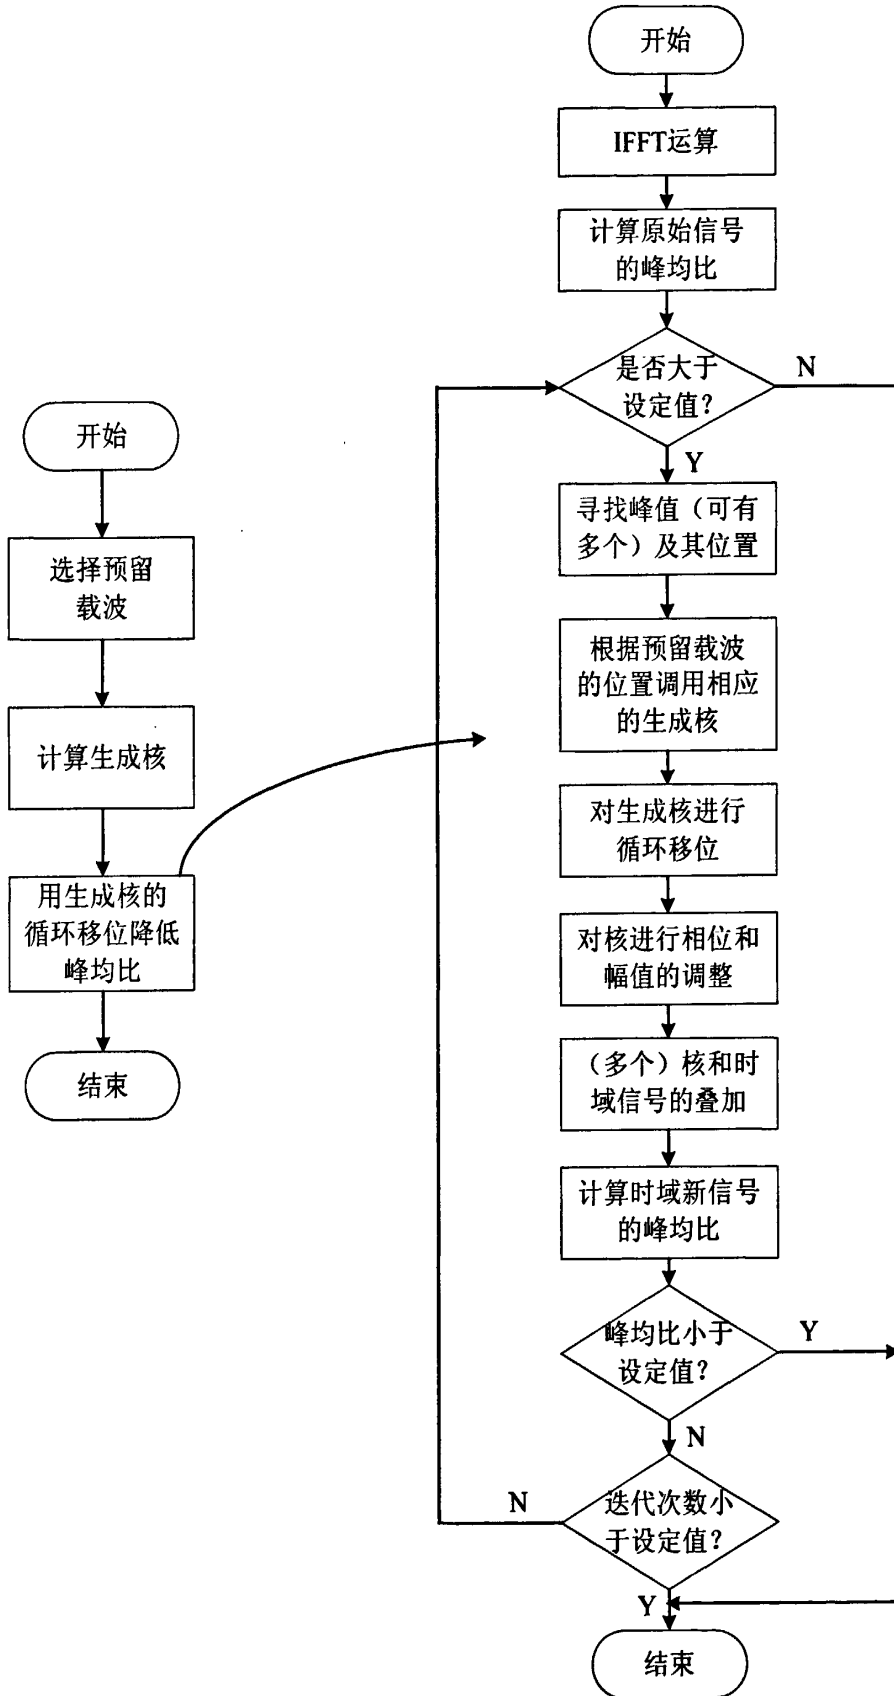 开始
选择预留
载波
计算生成核
用生成核的
循环移位降低
峰均比
结束
开始
IFFT运算
计算原始信号
的峰均比
是否大于
设定值?
N
Y
寻找峰值（可有
多个）及其位置
根据预留载波
的位置调用相应
的生成核
对生成核进行
循环移位
对核进行相位和
幅值的调整
（多个）核和时
域信号的叠加
计算时域新信号
的峰均比
峰均比小于
设定值?
Y
N
迭代次数小
于设定值?
N
Y
结束